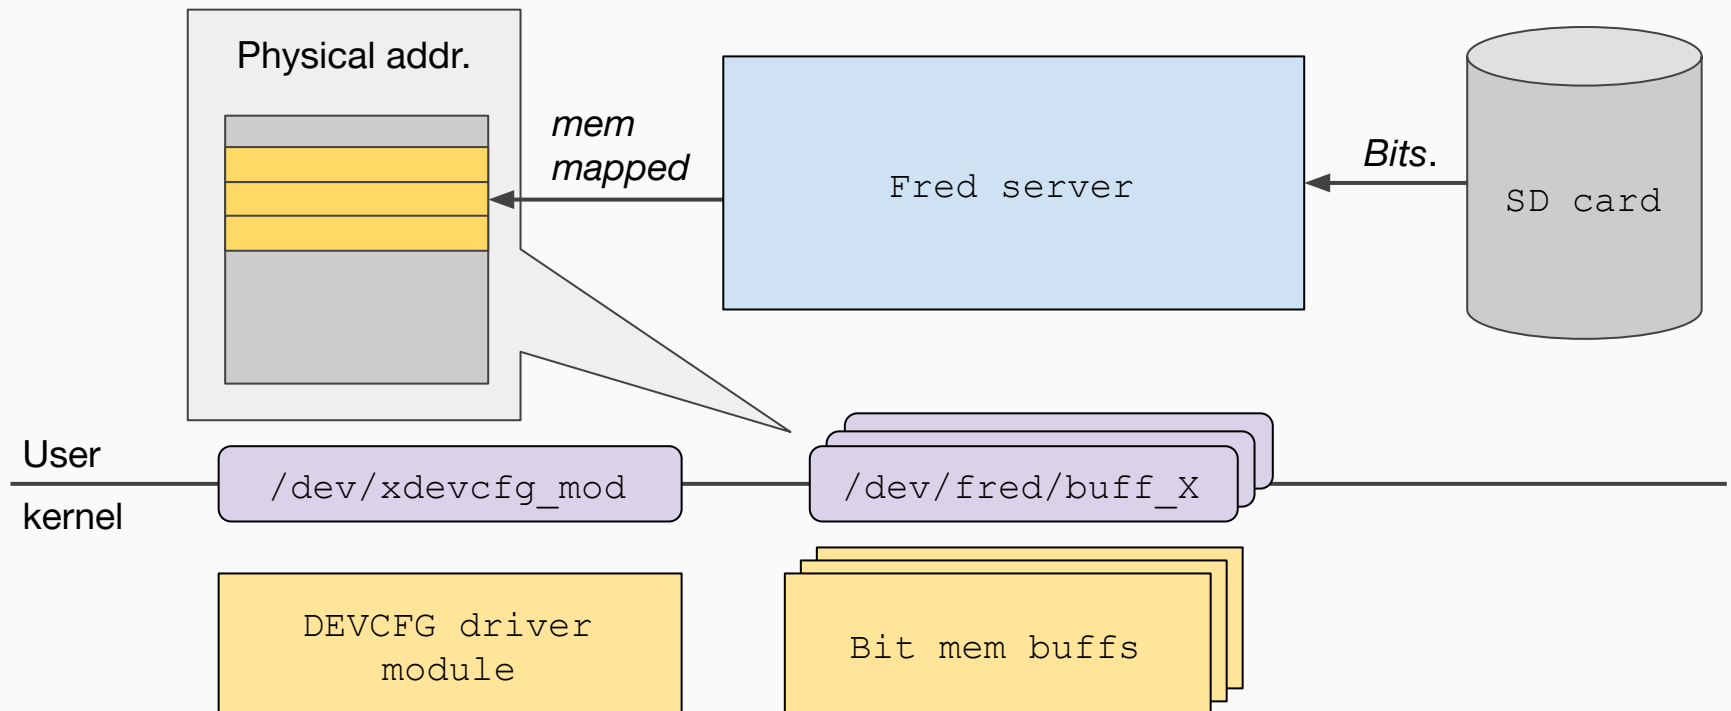 Physical addr.
mem
mapped
Fred server
Bits.
SD card
User
kernel
/dev/xdevcfg_mod
/dev/fred/buff_X
DEVCFG driver
module
Bit mem buffs